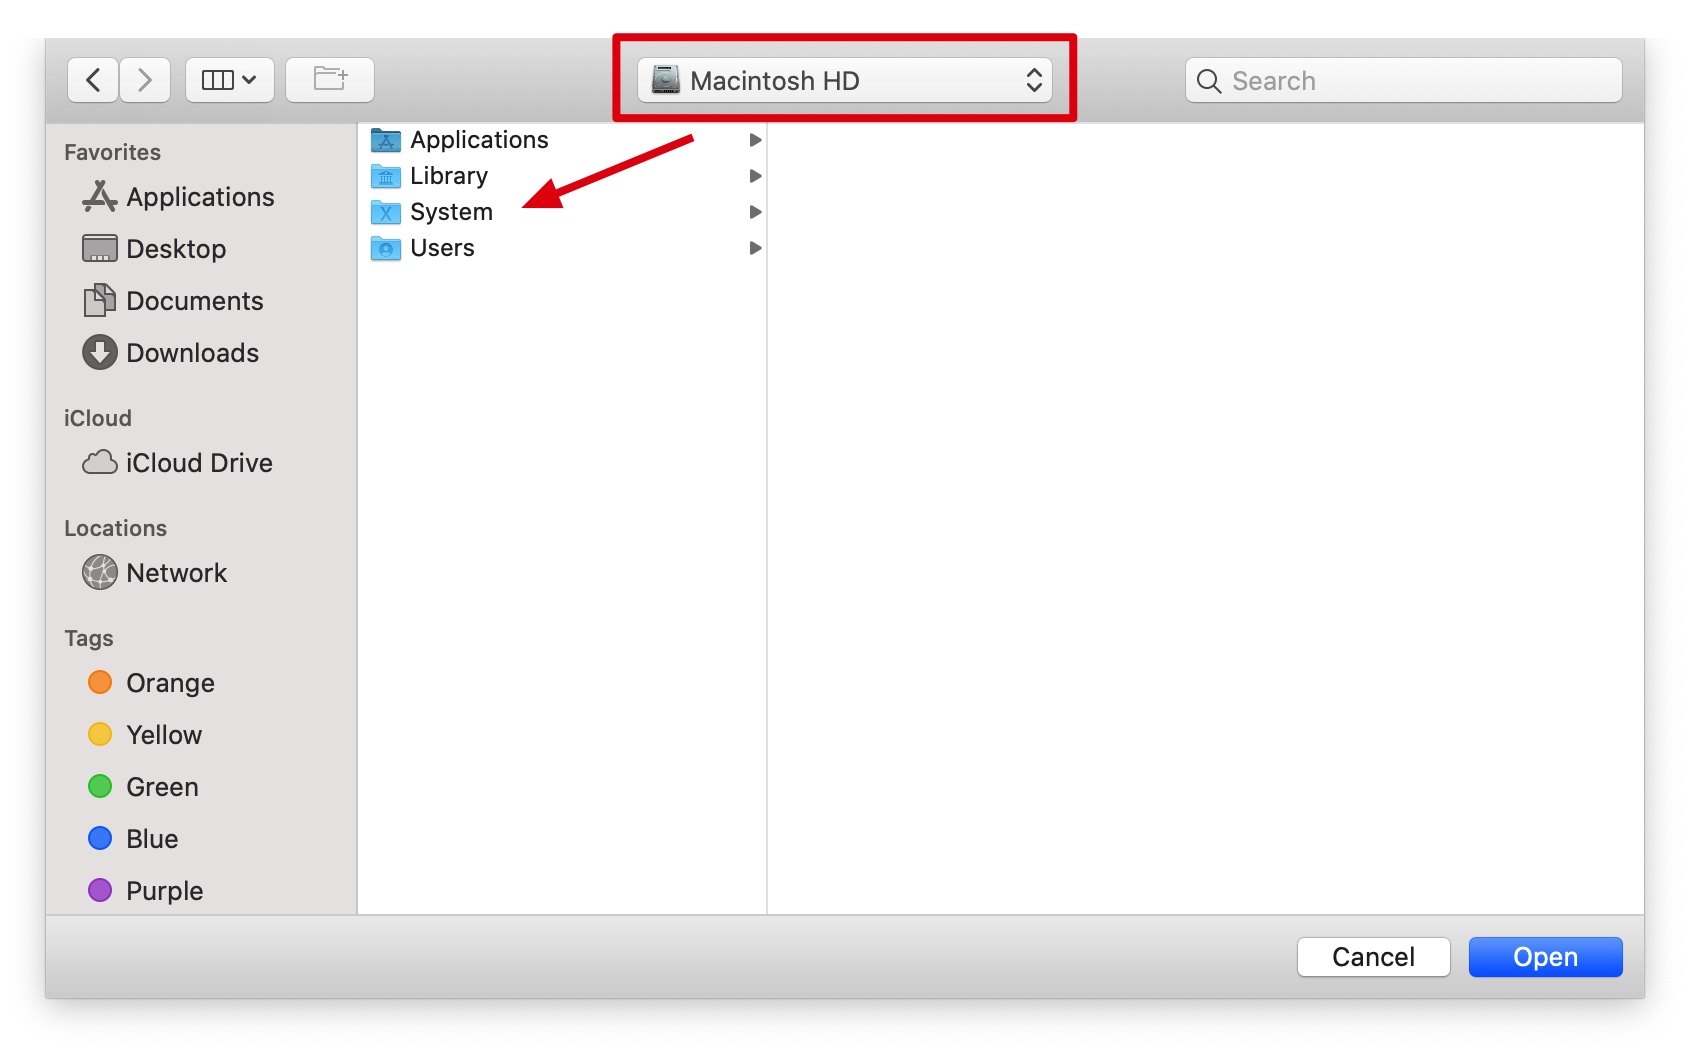 Macintosh HD
Search
Favorites
Applications
Desktop
Documents
Downloads
iCloud
iCloud Drive
Locations
Network
Tags
Orange
Yellow
Green
Blue
Purple
Applications
Library
System
Users
Cancel
Open